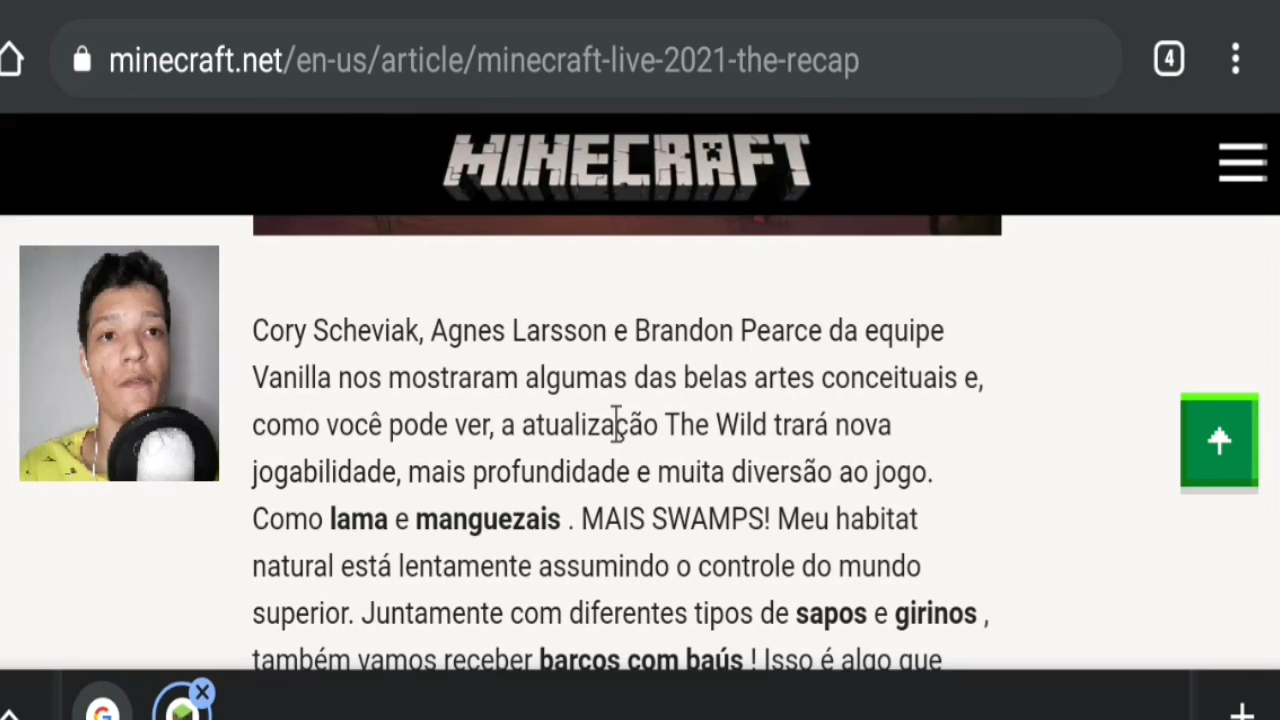 minecraft.net/en-us/article/minecraft-live-2021-the-recap
4
MINECRAFT
Cory Scheviak, Agnes Larsson e Brandon Pearce da equipe
Vanilla nos mostraram algumas das belas artes conceituais e,
como você pode ver, a atualização The Wild trará nova
jogabilidade, mais profundidade e muita diversão ao jogo.
Como lama e manguezais . MAIS SWAMPS! Meu habitat
natural está lentamente assumindo o controle do mundo
superior. Juntamente com diferentes tipos de sapos e girinos ,
também vamos receber barcos com baús ! Isso é algo que